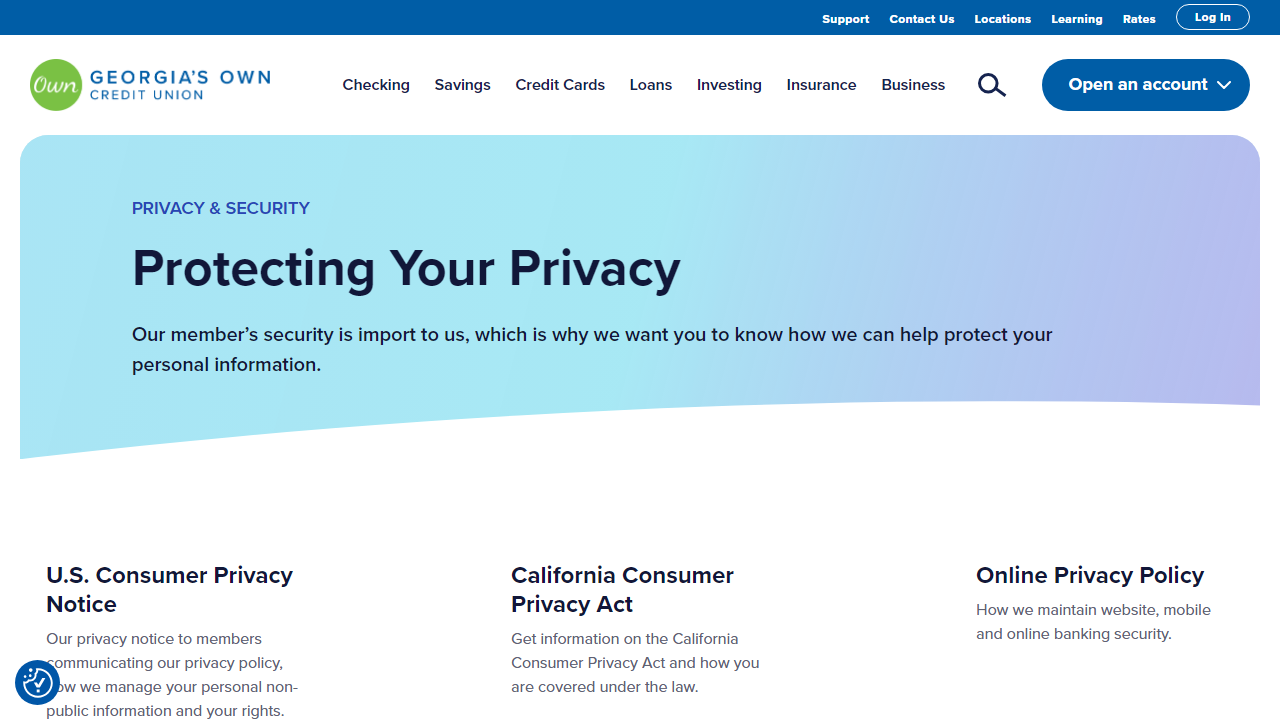 Support Contact Us Locations Learning Rates Log In
Own GEORGIA'S OWN
CREDIT UNION
Checking Savings Credit Cards Loans Investing Insurance Business Open an account
PRIVACY & SECURITY
Protecting Your Privacy
Our member’s security is import to us, which is why we want you to know how we can help protect your
personal information.
U.S. Consumer Privacy
Notice
Our privacy notice to members
communicating our privacy policy,
how we manage your personal non-
public information and your rights.
California Consumer
Privacy Act
Get information on the California
Consumer Privacy Act and how you
are covered under the law.
Online Privacy Policy
How we maintain website, mobile
and online banking security.